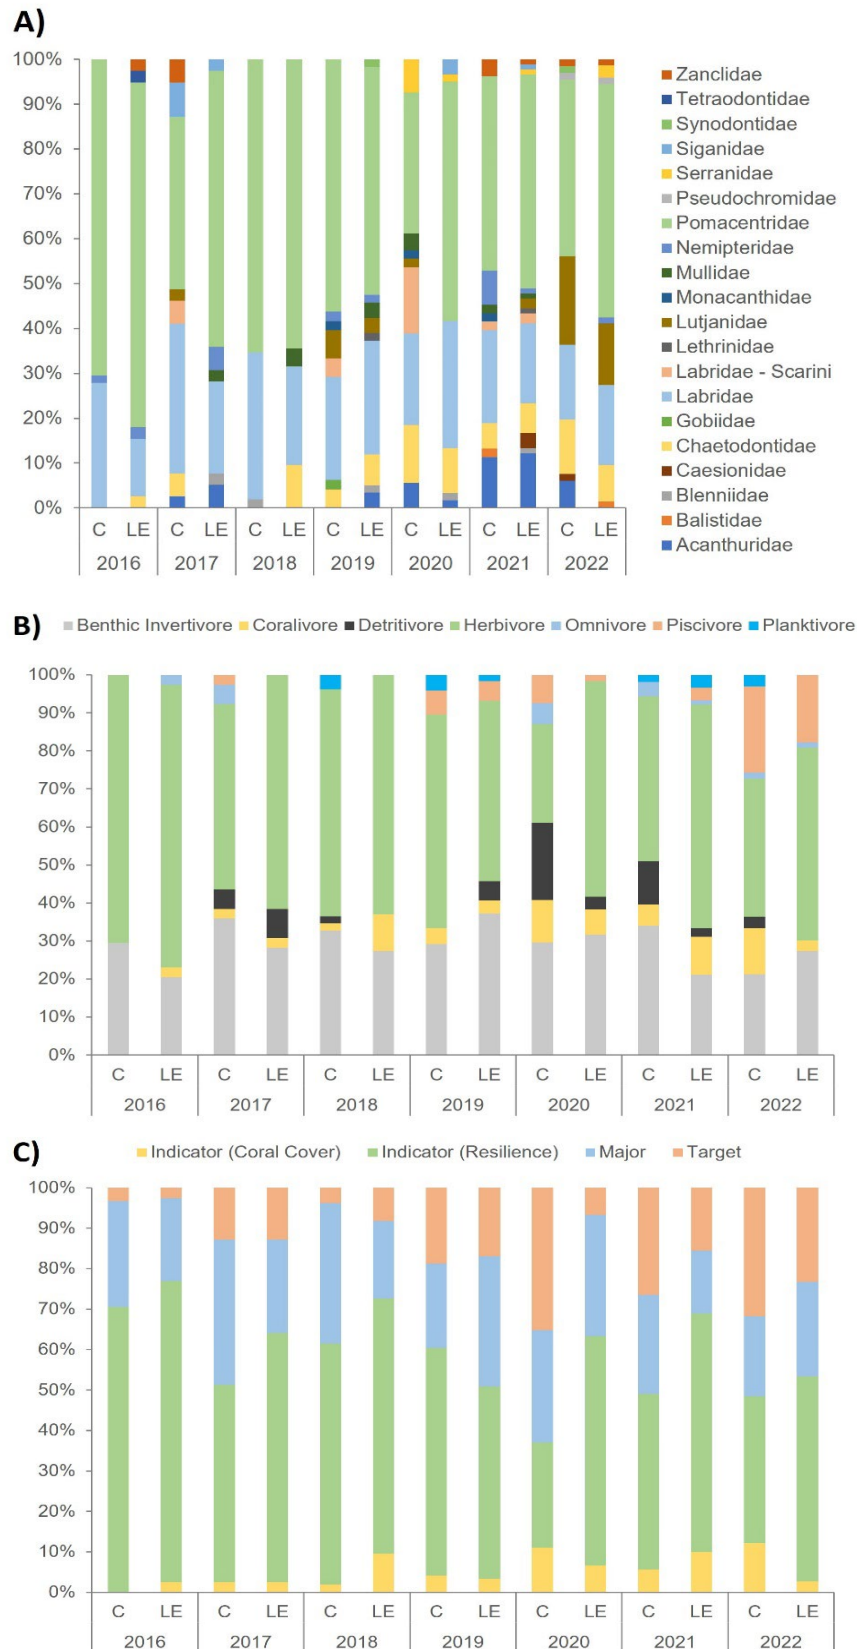 A)
100%
90%
80%
70%
60%
50%
40%
30%
20%
10%
0%
C LE C LE C LE C LE C LE C LE C LE
2016 2017 2018 2019 2020 2021 2022
Zanclidae
Tetraodontidae
Synodontidae
Siganidae
Serranidae
Pseudochromidae
Pomacentridae
Nemipteridae
Mullidae
Monacanthidae
Lutjanidae
Lethrinidae
Labridae - Scarini
Labridae
Gobiidae
Chaetodontidae
Caesionidae
Blenniidae
Balistidae
Acanthuridae
B)
Benthic Invertivore Coralivore Detritivore Herbivore Omnivore Piscivore Planktivore
100%
90%
80%
70%
60%
50%
40%
30%
20%
10%
0%
C LE C LE C LE C LE C LE C LE C LE
2016 2017 2018 2019 2020 2021 2022
C)
Indicator (Coral Cover) Indicator (Resilience) Major Target
100%
90%
80%
70%
60%
50%
40%
30%
20%
10%
0%
C LE C LE C LE C LE C LE C LE C LE
2016 2017 2018 2019 2020 2021 2022